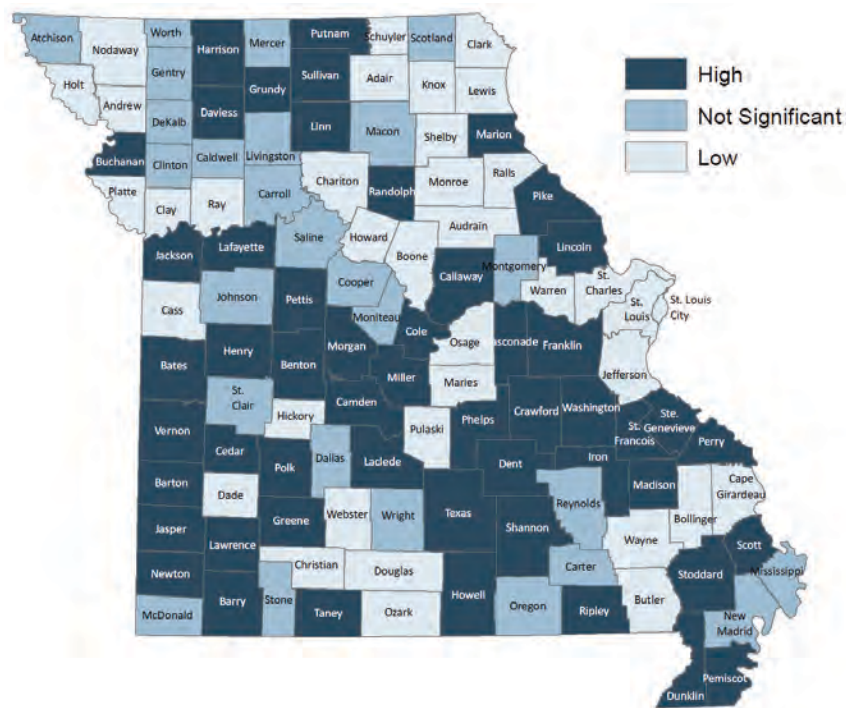 Atchison
Nodaway
Worth
Harrison
Mercer
Putnam
Schuyler
Scotland
Clark
Gentry
Sullivan
Adair
Knox
Lewis
Holt
Andrew
Daviess
Grundy
DeKalb
Linn
Macon
Shelby
Marion
Buchanan
Clinton
Caldwell
Livingston
Chariton
Randolph
Monroe
Ralls
Pike
Platte
Clay
Ray
Carroll
Audrain
Saline
Howard
Boone
Lincoln
Jackson
Lafayette
Callaway
Montgomery
Warren
St.
Charles
St.
Louis
St. Louis
City
Cass
Johnson
Pettis
Cooper
Moniteau
Cole
Osage
asconade
Franklin
Jefferson
Bates
Henry
Benton
Morgan
Miller
Maries
St.
Clair
Hickory
Camden
Pulaski
Phelps
Crawford
Washington
St.
Francois
Ste.
Genevieve
Perry
Vernon
Cedar
Polk
Dallas
Laclede
Dent
Iron
Madison
Cape
Girardeau
Barton
Dade
Greene
Webster
Wright
Texas
Shannon
Reynolds
Bollinger
Wayne
Jasper
Lawrence
Christian
Douglas
Carter
Stoddard
Scott
Mississippi
Newton
Barry
Stone
Taney
Ozark
Howell
Oregon
Ripley
Butler
New
Madrid
McDonald
Dunklin
Pemiscot
High
Not Significant
Low